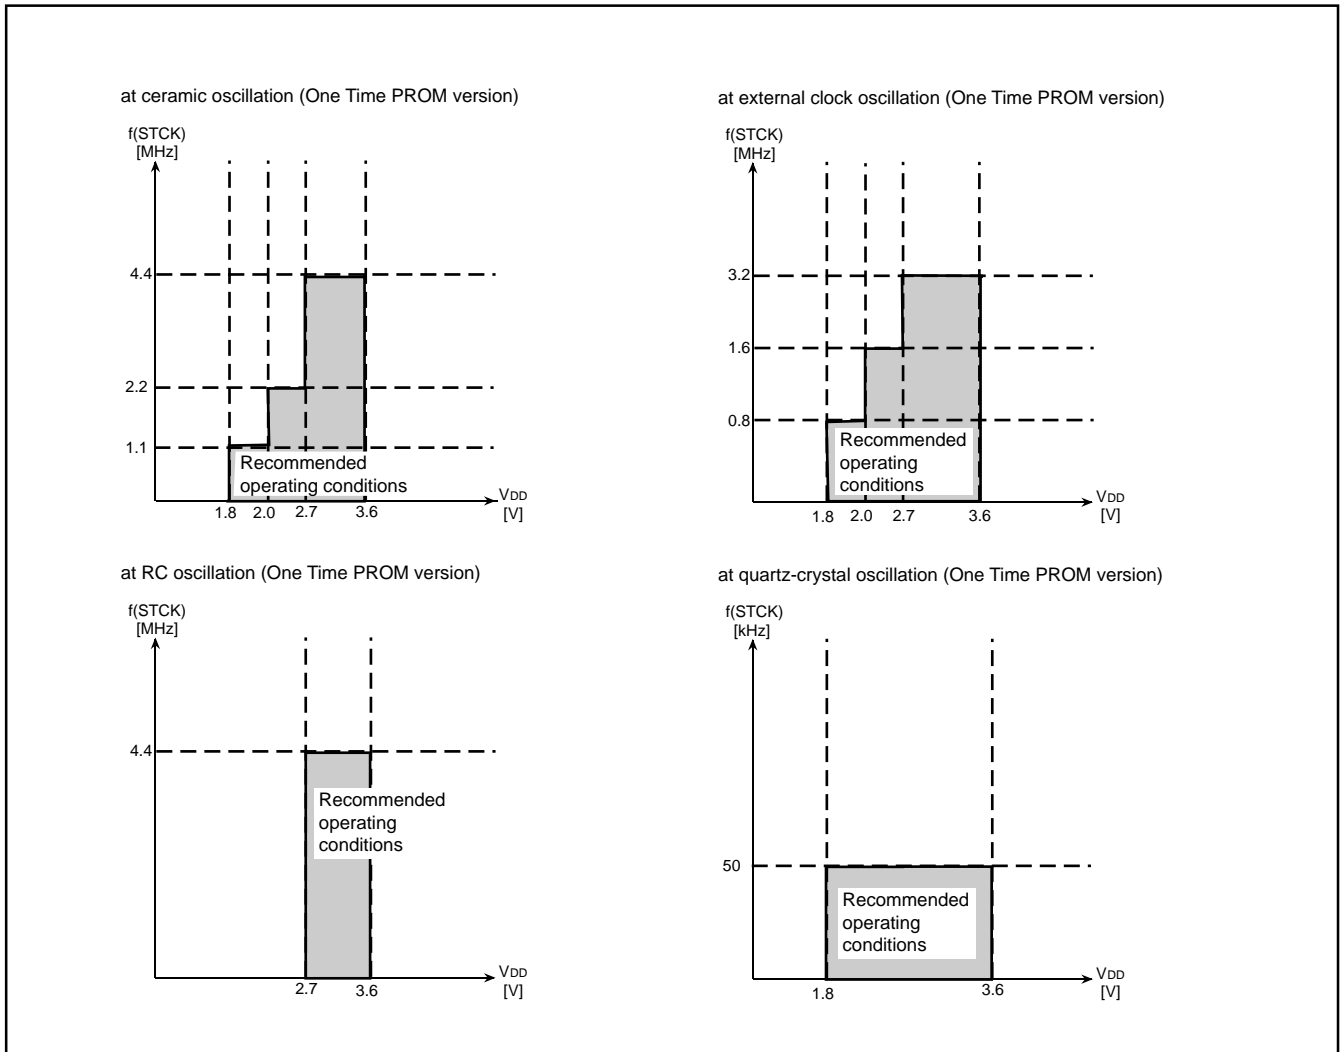 at ceramic oscillation (One Time PROM version)
f(STCK)
[MHz]
4.4
2.2
1.1
Recommended
operating conditions
1.8
2.0
2.7
3.6
VDD
[V]
at external clock oscillation (One Time PROM version)
f(STCK)
[MHz]
3.2
1.6
0.8
Recommended
operating
conditions
1.8
2.0
2.7
3.6
VDD
[V]
at RC oscillation (One Time PROM version)
f(STCK)
[MHz]
4.4
Recommended
operating
conditions
2.7
3.6
VDD
[V]
at quartz-crystal oscillation (One Time PROM version)
f(STCK)
[kHz]
50
Recommended
operating
conditions
1.8
3.6
VDD
[V]